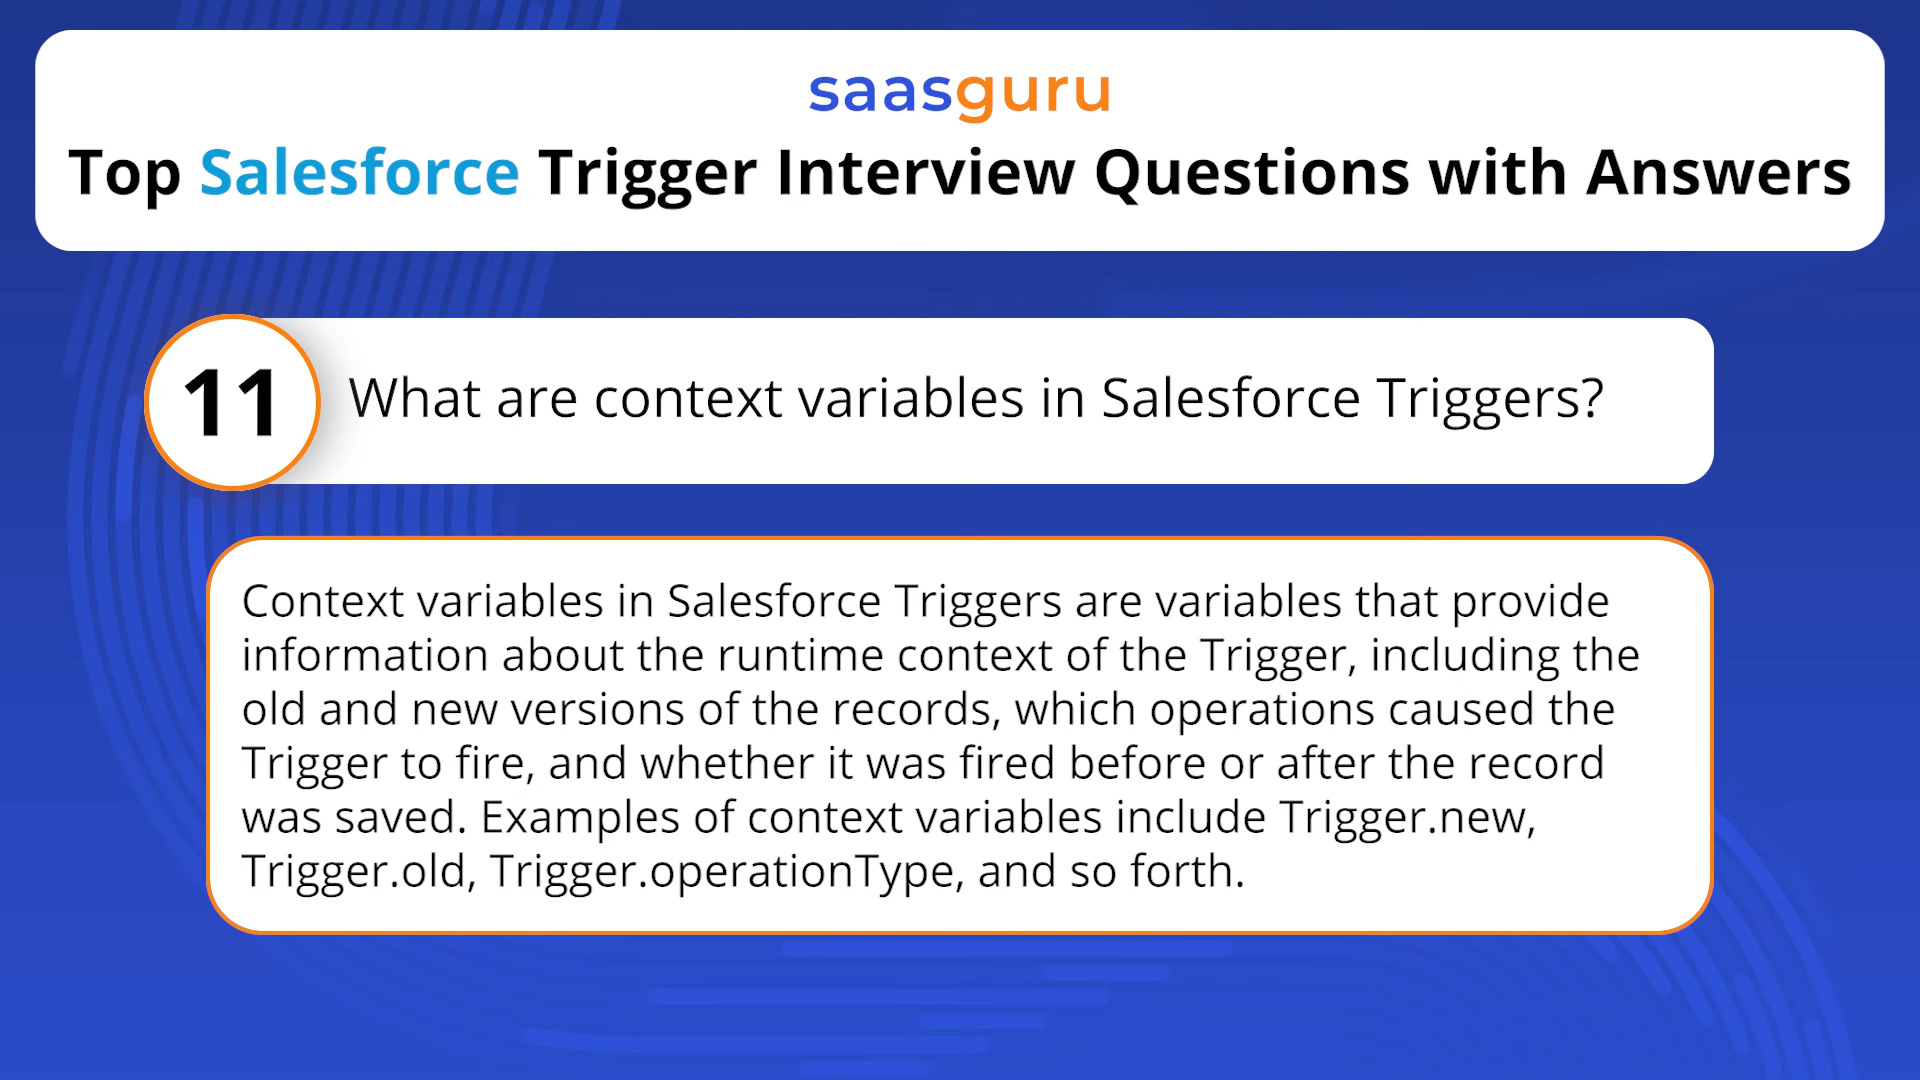 saasguru
Top Salesforce Trigger Interview Questions with Answers
11
What are context variables in Salesforce Triggers?
Context variables in Salesforce Triggers are variables that provide
information about the runtime context of the Trigger, including the
old and new versions of the records, which operations caused the
Trigger to fire, and whether it was fired before or after the record
was saved. Examples of context variables include Trigger.new,
Trigger.old, Trigger.operationType, and so forth.